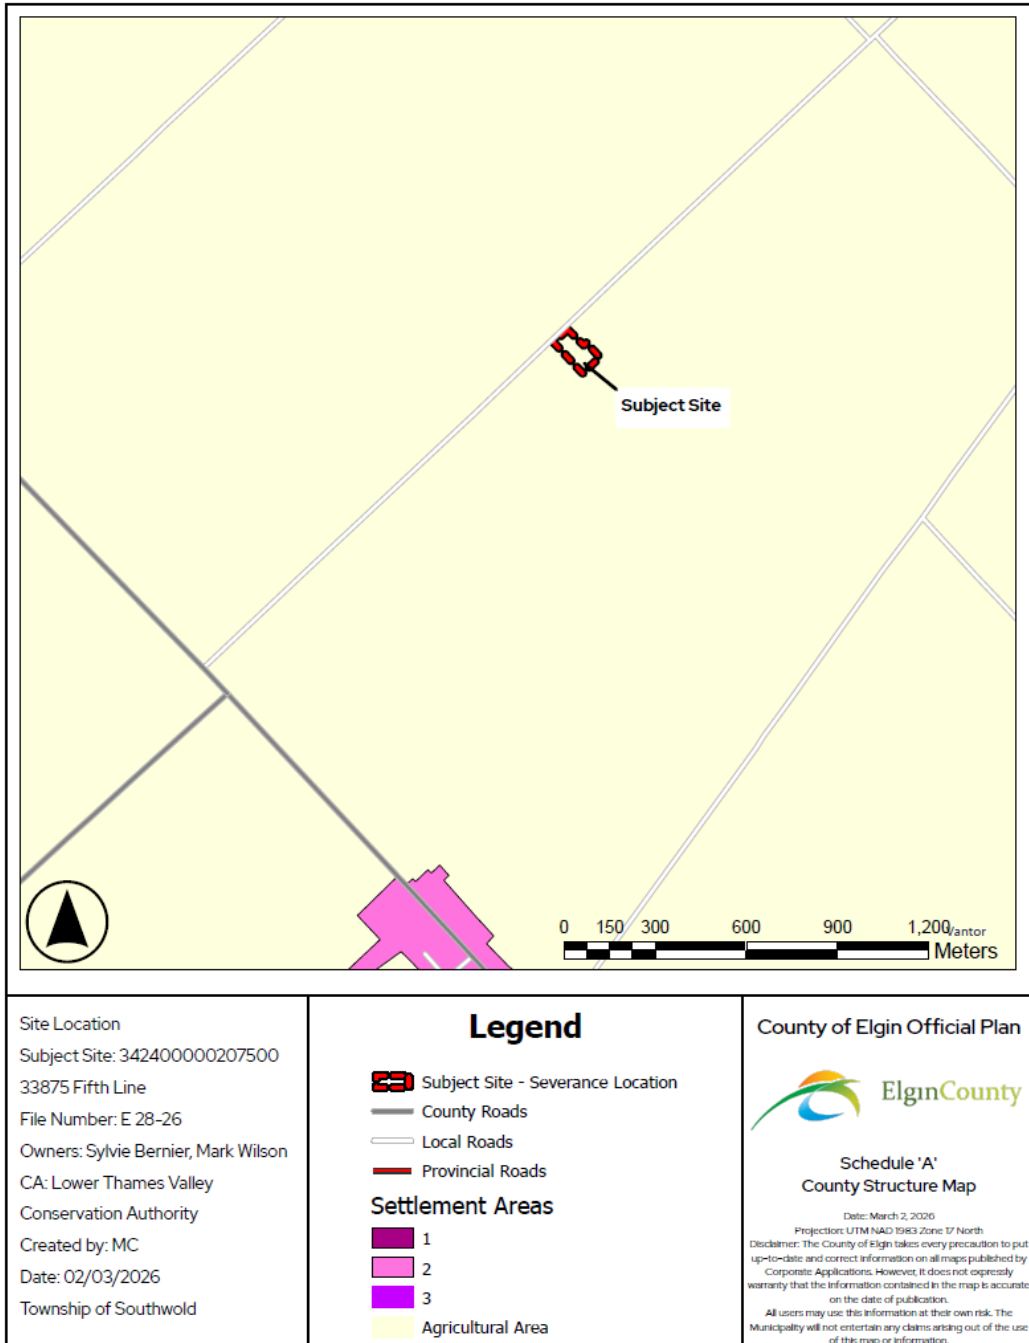 Subject Site
0 150 300 600 900 1,200
Vantor
Meters
Site Location
Subject Site: 342400000207500
33875 Fifth Line
File Number: E 28-26
Owners: Sylvie Bernier, Mark Wilson
CA: Lower Thames Valley
Conservation Authority
Created by: MC
Date: 02/03/2026
Township of Southwold
Legend
Subject Site - Severance Location
County Roads
Local Roads
Provincial Roads
Settlement Areas
1
2
3
Agricultural Area
County of Elgin Official Plan
ElginCounty
Schedule 'A'
County Structure Map
Date: March 2, 2026
Projection: UTM NAD 1983 Zone 17 North
Disclaimer: The County of Elgin takes every precaution to put
up-to-date and correct information on all maps published by
Corporate Applications. However, it does not expressly
warranty that the information contained in the map is accurate
on the date of publication.
All users may use this information at their own risk. The
Municipality will not entertain any claims arising out of the use
of this map or information.